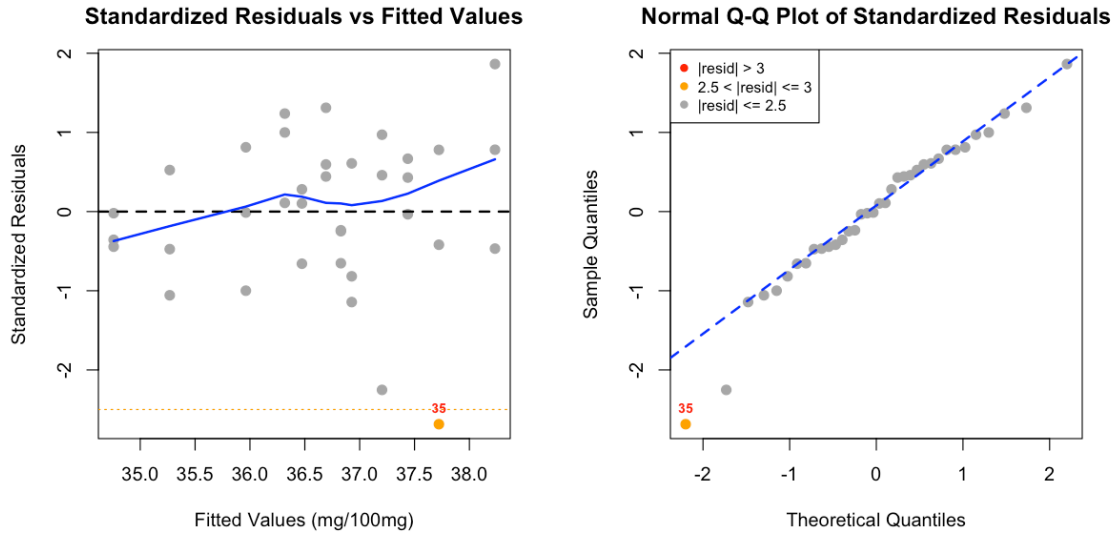 Standardized Residuals vs Fitted Values
Standardized Residuals
2
1
0
-1
-2
35
35.0 35.5 36.0 36.5 37.0 37.5 38.0
Fitted Values (mg/100mg)
Normal Q-Q Plot of Standardized Residuals
|resid| > 3
2.5 < |resid| <= 3
|resid| <= 2.5
Sample Quantiles
2
1
0
-1
-2
35
-2 -1 0 1 2
Theoretical Quantiles